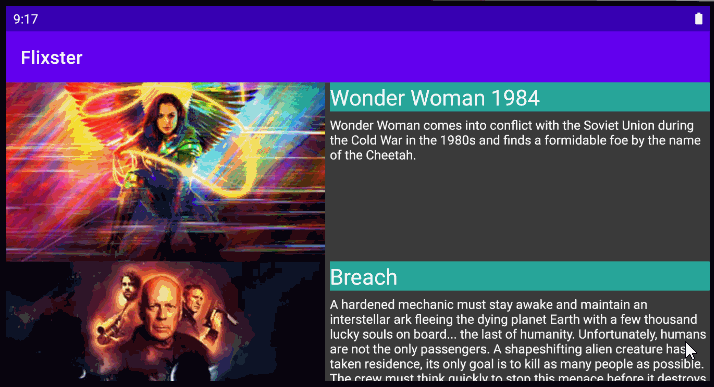 9:17
Flixster
Wonder Woman 1984
Wonder Woman comes into conflict with the Soviet Union during
the Cold War in the 1980s and finds a formidable foe by the name
of the Cheetah.
Breach
A hardened mechanic must stay awake and maintain an
interstellar ark fleeing the dying planet Earth with a few thousand
lucky souls on board... the last of humanity. Unfortunately, humans
are not the only passengers. A shapeshifting alien creature has
taken residence, its only goal is to kill as many people as possible.
The crew must think quickly to stop this menace before it destroys